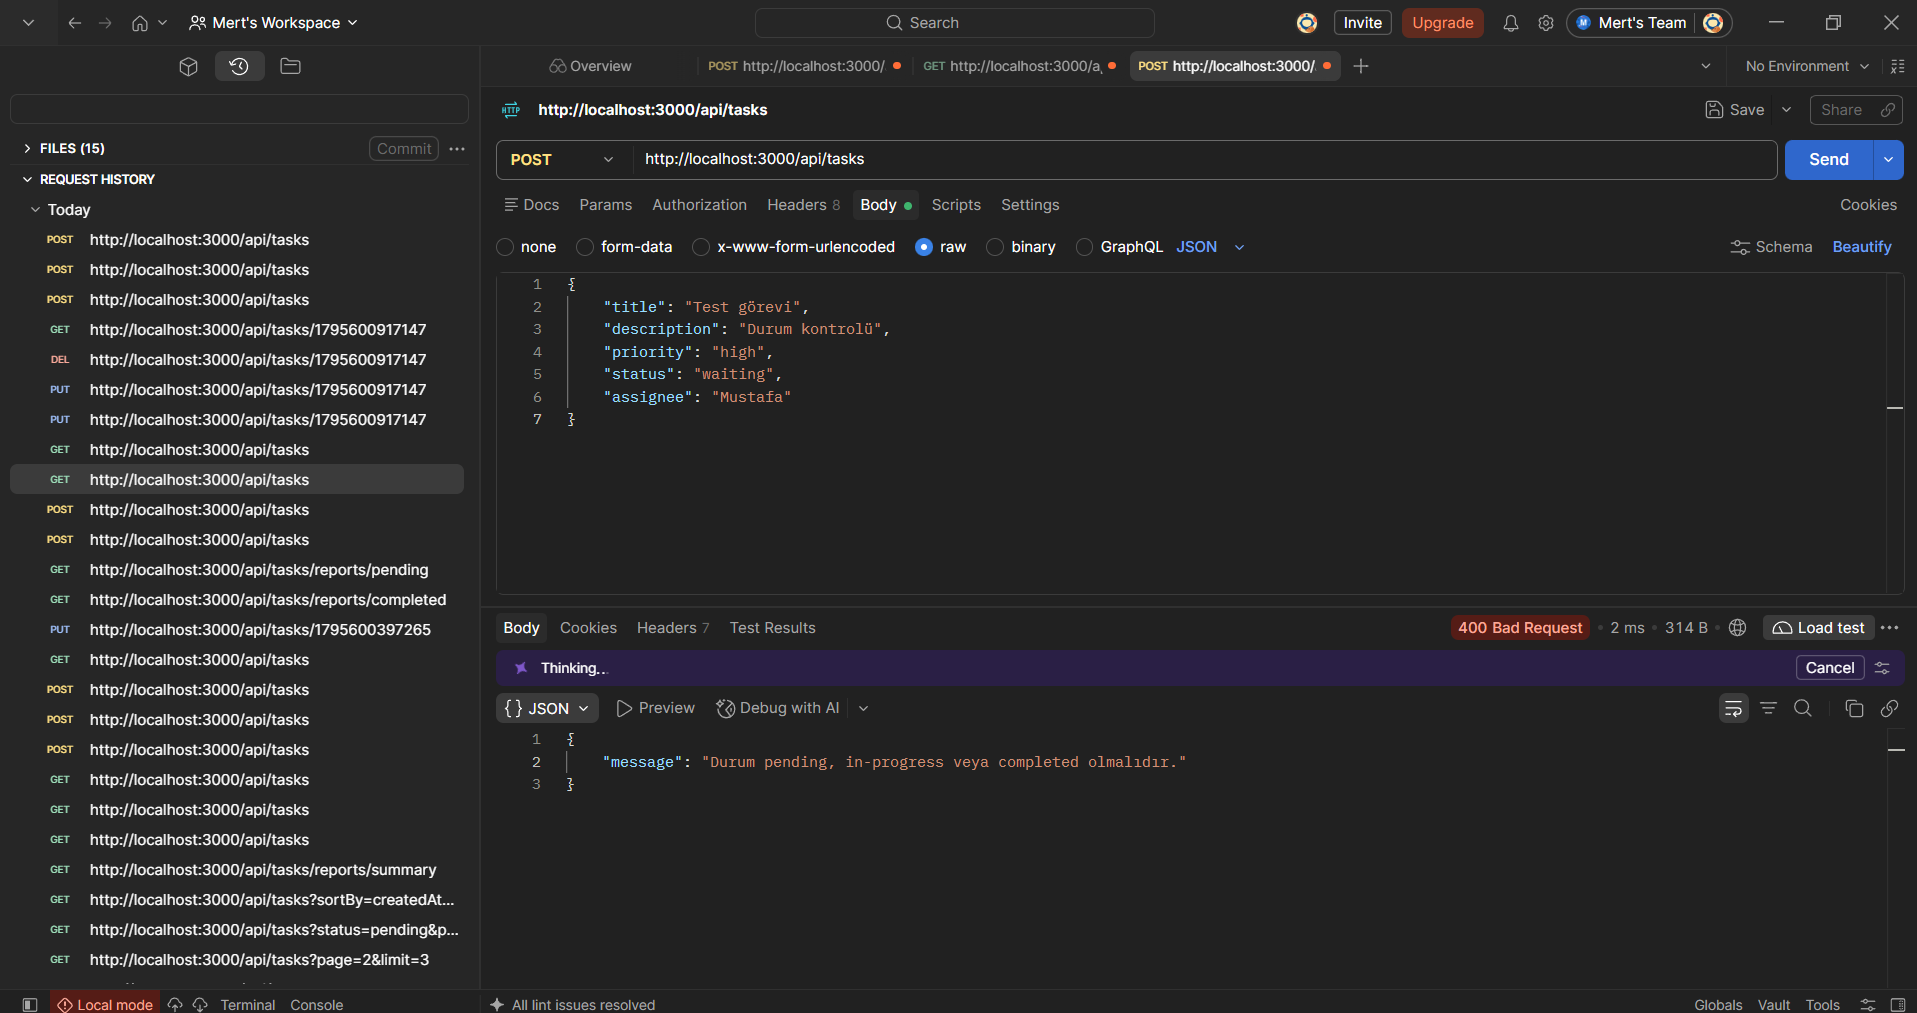 Mert's Workspace
Search
Invite
Upgrade
M
Mert's Team
Overview
POST http://localhost:3000/
GET http://localhost:3000/a
POST http://localhost:3000/
No Environment
FILES (15)
Commit
REQUEST HISTORY
Today
POST http://localhost:3000/api/tasks
POST http://localhost:3000/api/tasks
POST http://localhost:3000/api/tasks
GET http://localhost:3000/api/tasks/1795600917147
DEL http://localhost:3000/api/tasks/1795600917147
PUT http://localhost:3000/api/tasks/1795600917147
PUT http://localhost:3000/api/tasks/1795600917147
GET http://localhost:3000/api/tasks
GET http://localhost:3000/api/tasks
POST http://localhost:3000/api/tasks
POST http://localhost:3000/api/tasks
GET http://localhost:3000/api/tasks/reports/pending
GET http://localhost:3000/api/tasks/reports/completed
PUT http://localhost:3000/api/tasks/1795600397265
GET http://localhost:3000/api/tasks
POST http://localhost:3000/api/tasks
POST http://localhost:3000/api/tasks
POST http://localhost:3000/api/tasks
GET http://localhost:3000/api/tasks
GET http://localhost:3000/api/tasks
GET http://localhost:3000/api/tasks
GET http://localhost:3000/api/tasks/reports/summary
GET http://localhost:3000/api/tasks?sortBy=createdAt...
GET http://localhost:3000/api/tasks?status=pending&p...
GET http://localhost:3000/api/tasks?page=2&limit=3
HTTP http://localhost:3000/api/tasks
Save
Share
POST http://localhost:3000/api/tasks
Send
Docs Params Authorization Headers 8 Body Scripts Settings
Cookies
none form-data x-www-form-urlencoded raw binary GraphQL JSON
Schema Beautify
1 {
2 "title": "Test görevi",
3 "description": "Durum kontrolü",
4 "priority": "high",
5 "status": "waiting",
6 "assignee": "Mustafa"
7 }
Body Cookies Headers 7 Test Results
400 Bad Request • 2 ms • 314 B
Load test
Thinking..
Cancel
{} JSON Preview Debug with AI
1 {
2 "message": "Durum pending, in-progress veya completed olmalıdır."
3 }
Local mode Terminal Console
All lint issues resolved
Globals Vault Tools